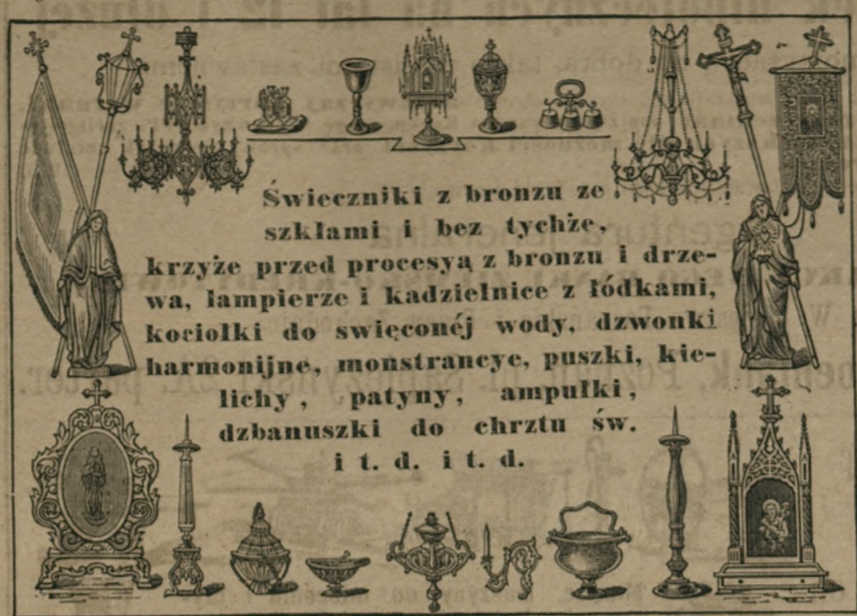 Świeczniki z bronzu ze
szklami i bez tychże,
krzyże przed procesyą z bronzu i drze-
wa, lampierze i kadzielnice z łódkami,
kociołki do swięconéj wody, dzwonki
harmonijne, monstrancye, puszki, kie-
lichy, patyny, ampułki,
dzbanuszki do chrztu św.
i t. d. i t. d.